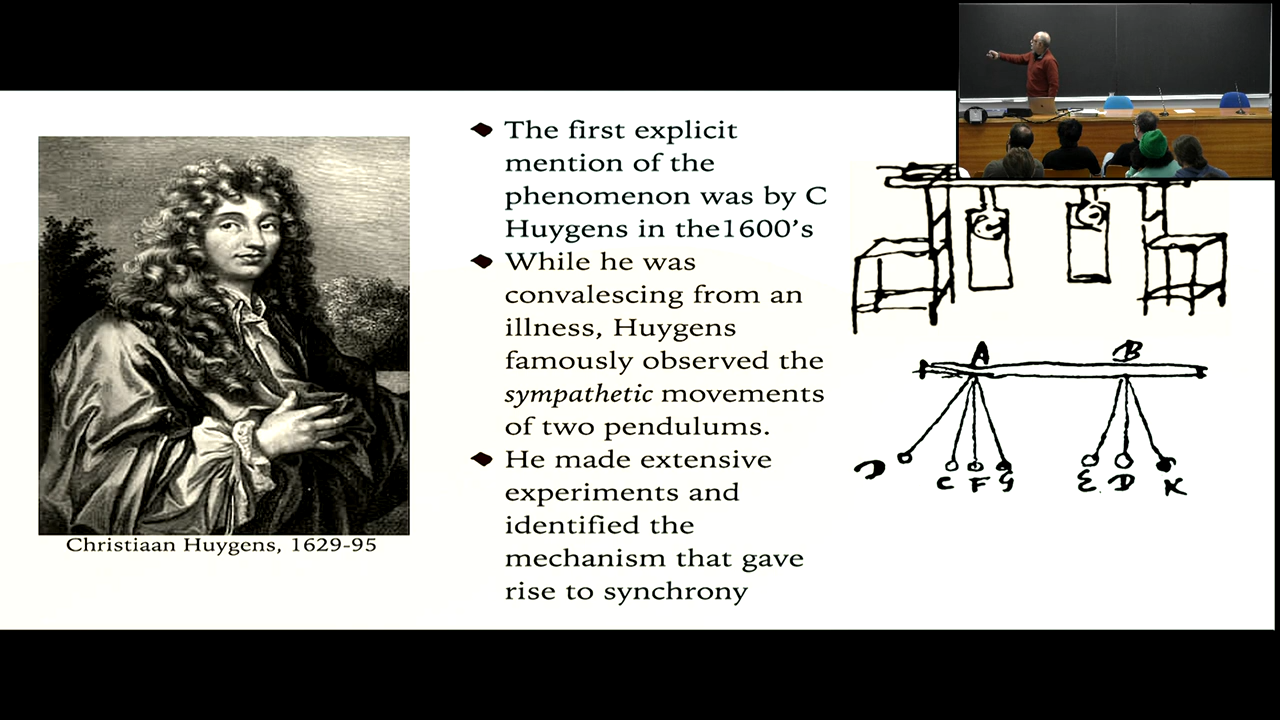 The first explicit
mention of the
phenomenon was by C
Huygens in the1600's
While he was
convalescing from an
illness, Huygens
famously observed the
sympathetic movements
of two pendulums.
He made extensive
experiments and
identified the
mechanism that gave
rise to synchrony
Christiaan Huygens, 1629-95
A B
D C F G E D K